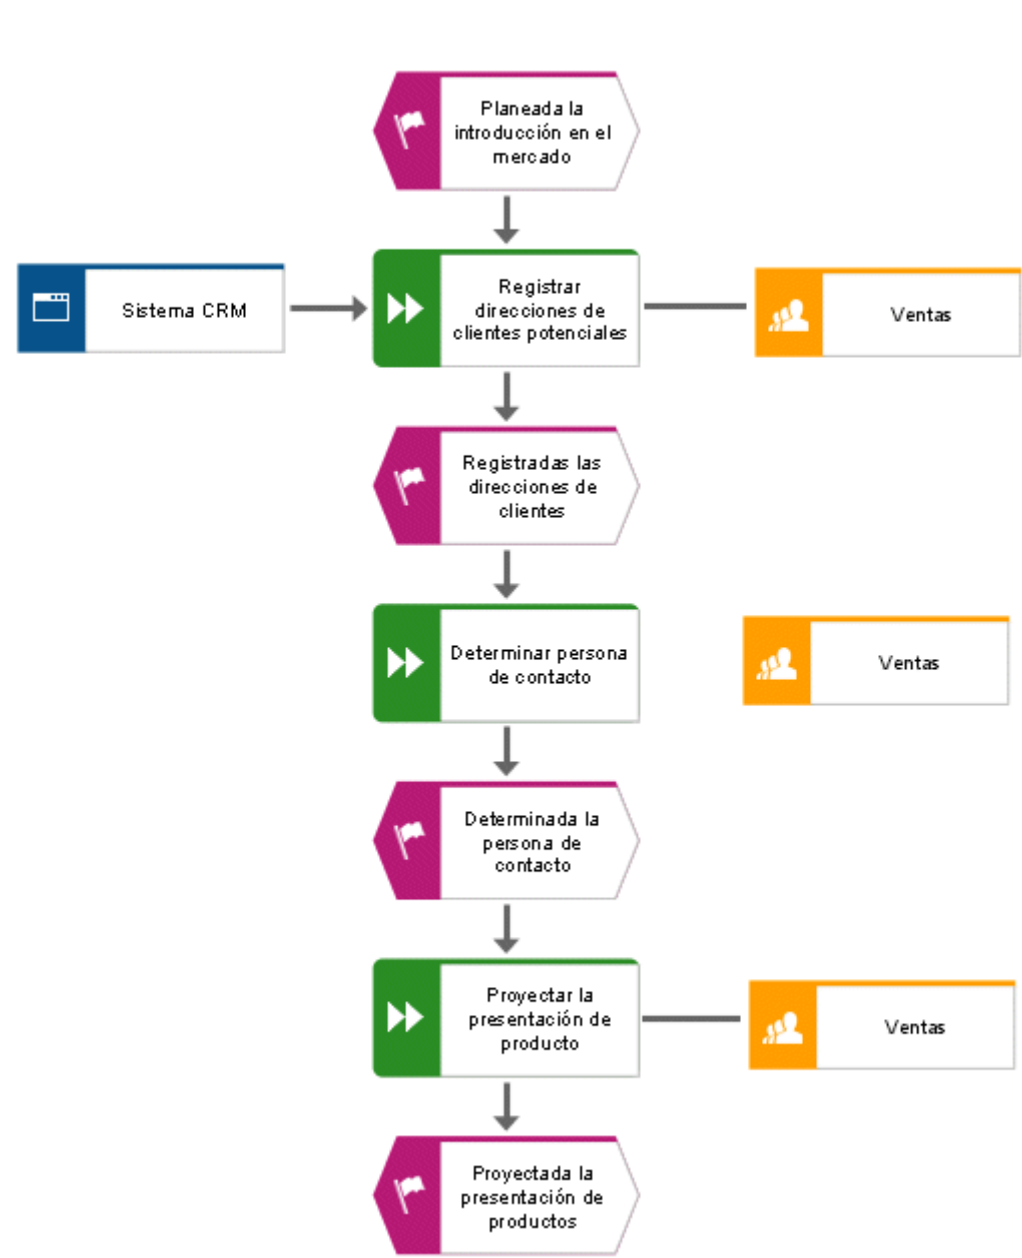 Planeada la
introducción en el
mercado
Sistema CRM
Registrar
direcciones de
clientes potenciales
Ventas
Registradas las
direcciones de
clientes
Determinar persona
de contacto
Ventas
Determinada la
persona de
contacto
Proyectar la
presentación de
producto
Ventas
Proyectada la
presentación de
productos